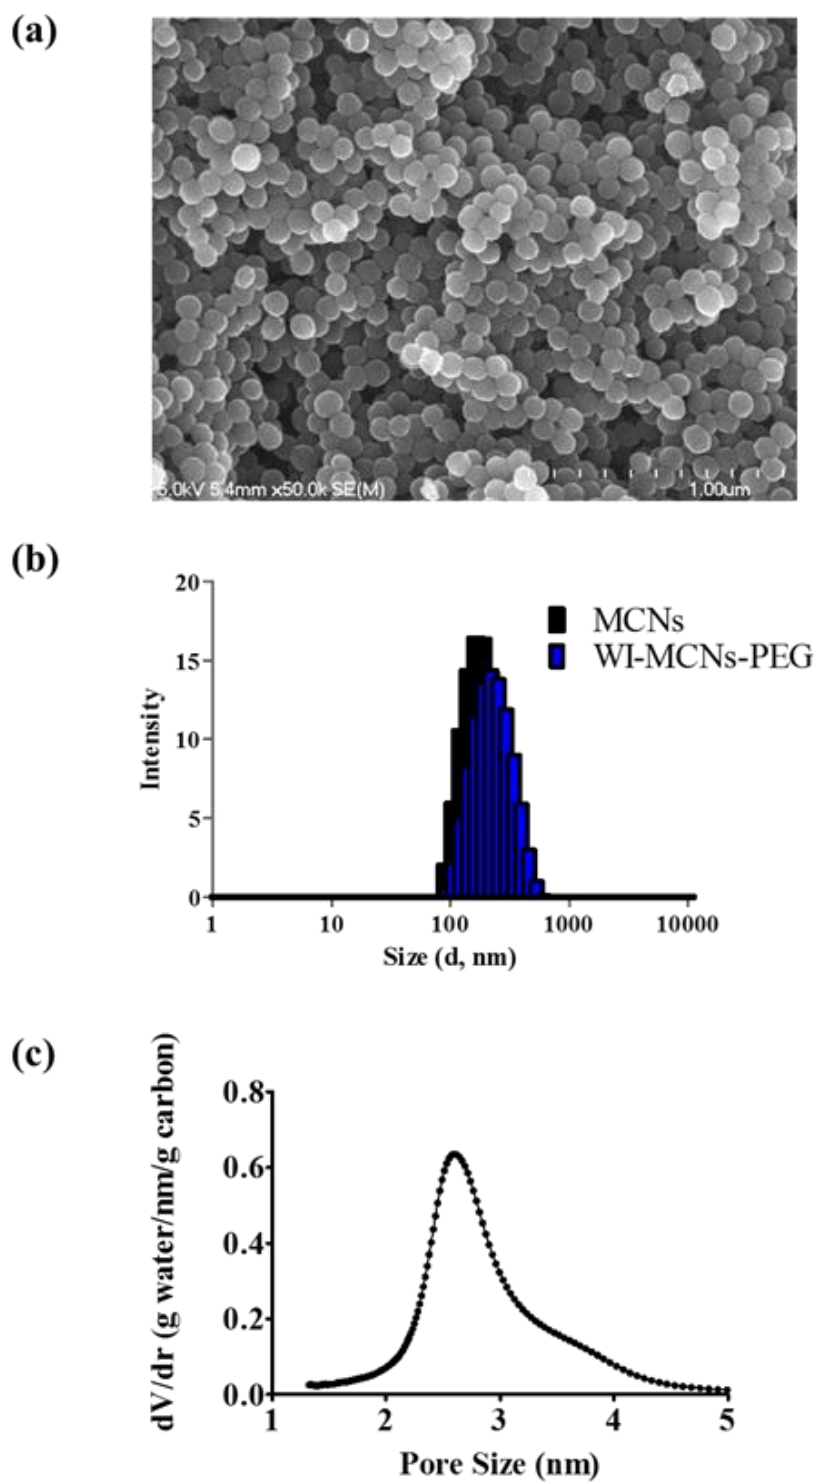 (a)
5.0kV 5.4mm x50.0k SE(M)
1.00um
(b)
20
15
10
5
0
Intensity
MCNs
WI-MCNs-PEG
1 10 100 1000 10000
Size (d, nm)
(c)
dV/dr (g water/nm/g carbon)
0.8
0.6
0.4
0.2
0.0
1 2 3 4 5
Pore Size (nm)